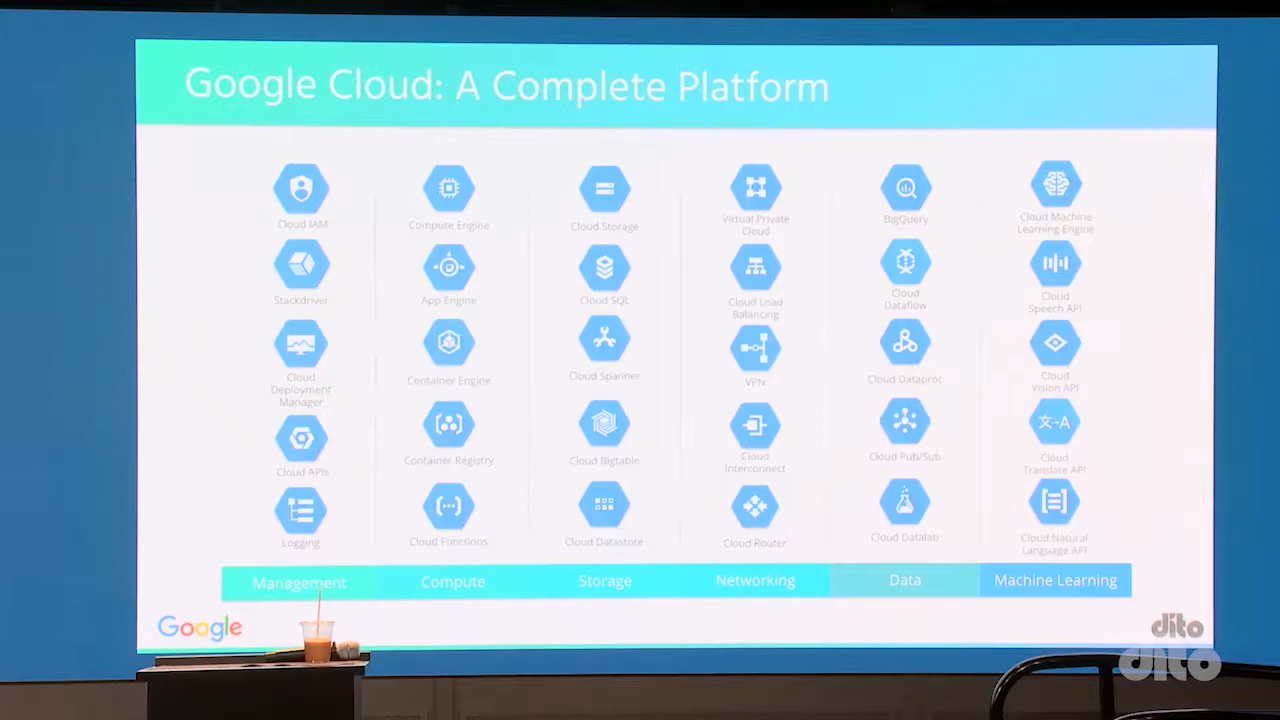 Google Cloud: A Complete Platform
Cloud IAM
Stackdriver
Cloud
Deployment
Manager
Cloud APIs
Logging
Management
Compute Engine
App Engine
Container Engine
Container Registry
Cloud Functions
Compute
Cloud Storage
Cloud SQL
Cloud Spanner
Cloud Bigtable
Cloud Datastore
Storage
Virtual Private
Cloud
Cloud Load
Balancing
VPN
Cloud
Interconnect
Cloud Router
Networking
BigQuery
Cloud
Dataflow
Cloud Dataproc
Cloud Pub/Sub
Cloud Datalab
Data
Cloud Machine
Learning Engine
Cloud
Speech API
Cloud
Vision API
文→A
Cloud
Translate API
Cloud Natural
Language API
Machine Learning
Google
dito
dito